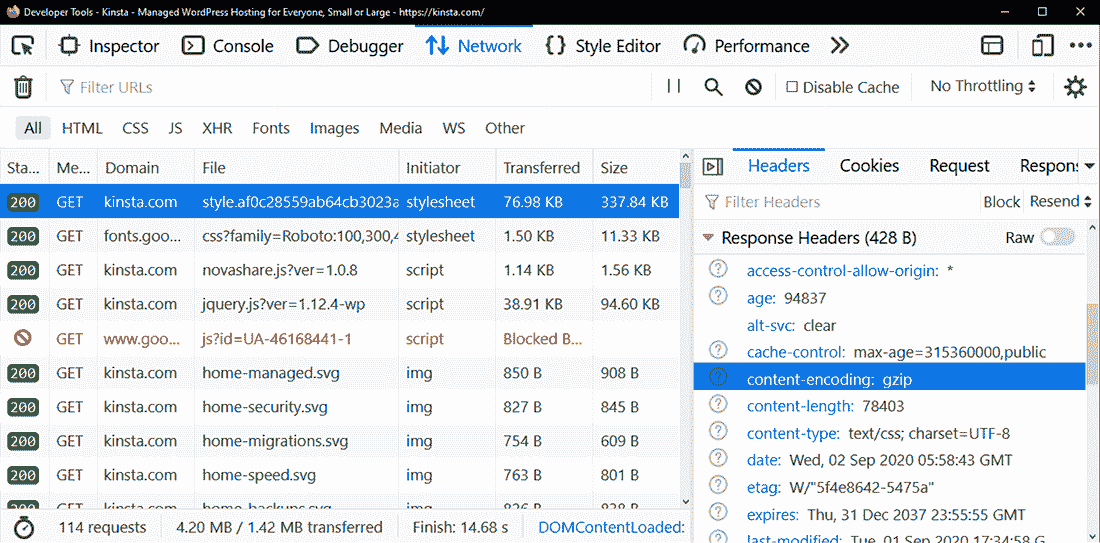 Developer Tools - Kinsta - Managed WordPress Hosting for Everyone, Small or Large - https://kinsta.com/
Inspector Console Debugger Network Style Editor Performance
Filter URLs Disable Cache No Throttling
All HTML CSS JS XHR Fonts Images Media WS Other
Sta... Me... Domain File Initiator Transferred Size
200 GET kinsta.com style.af0c28559ab64cb3023a stylesheet 76.98 KB 337.84 KB
200 GET fonts.goo... css?family=Roboto:100,300,4 stylesheet 1.50 KB 11.33 KB
200 GET kinsta.com novashare.js?ver=1.0.8 script 1.14 KB 1.56 KB
200 GET kinsta.com jquery.js?ver=1.12.4-wp script 38.91 KB 94.60 KB
GET www.goo... js?id=UA-46168441-1 script Blocked B...
200 GET kinsta.com home-managed.svg img 850 B 908 B
200 GET kinsta.com home-security.svg img 827 B 845 B
200 GET kinsta.com home-migrations.svg img 754 B 609 B
200 GET kinsta.com home-speed.svg img 763 B 801 B
200 GET kinsta.com home-backups.svg img 826 B 838 B
114 requests 4.20 MB / 1.42 MB transferred Finish: 14.68 s DOMContentLoaded:
Headers Cookies Request Respons
Filter Headers Block Resend
Response Headers (428 B) Raw
access-control-allow-origin: *
age: 94837
alt-svc: clear
cache-control: max-age=315360000,public
content-encoding: gzip
content-length: 78403
content-type: text/css; charset=UTF-8
date: Wed, 02 Sep 2020 05:58:43 GMT
etag: W/"5f4e8642-5475a"
expires: Thu, 31 Dec 2037 23:55:55 GMT
last-modified: Tue, 01 Sep 2020 17:34:58 G